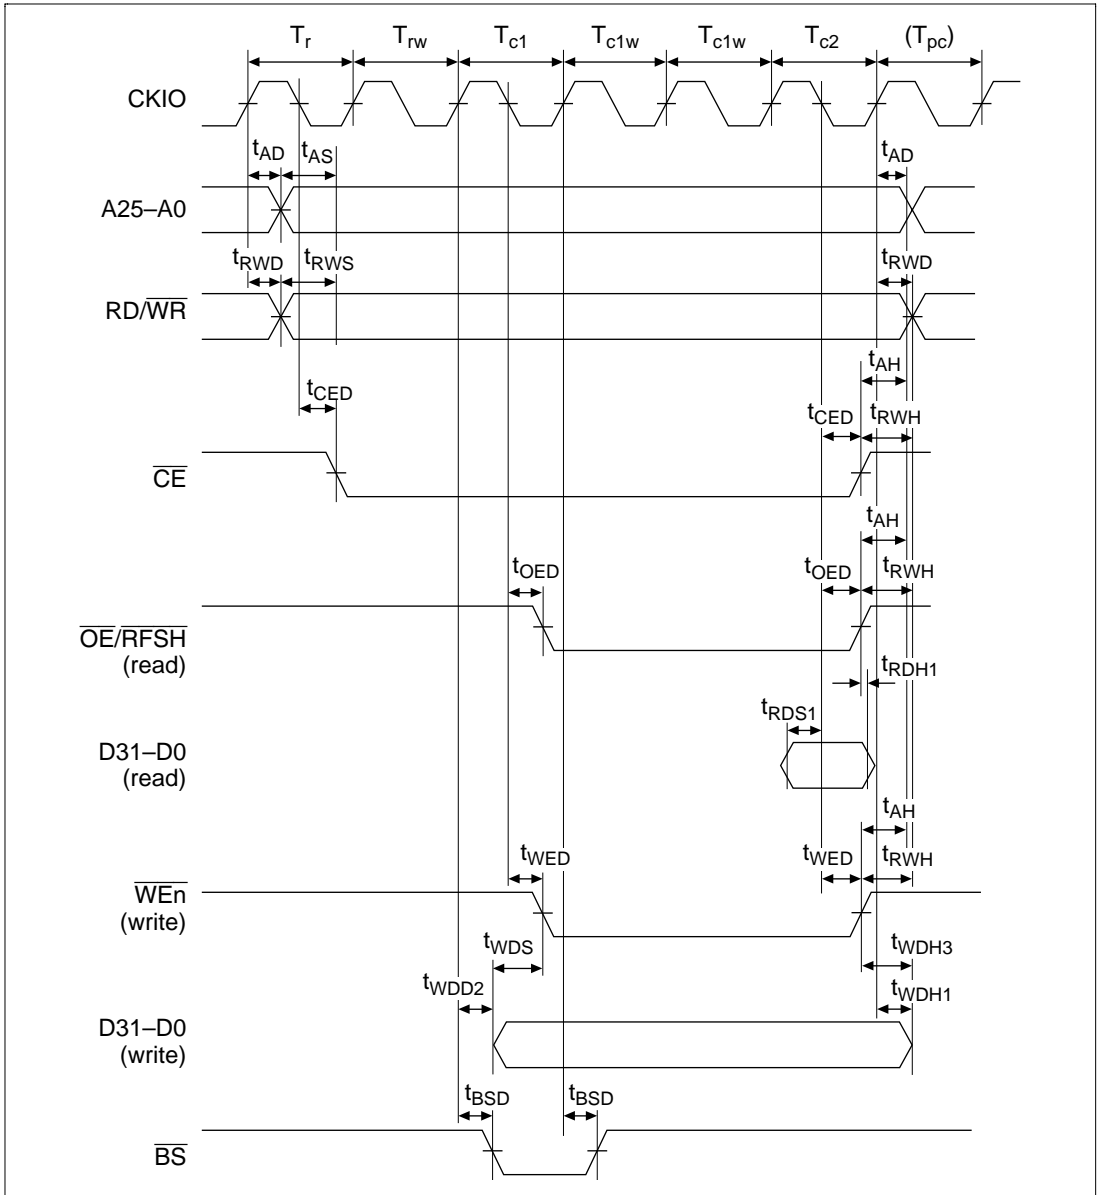 Tr Trw Tc1 Tc1w Tc1w Tc2 (Tpc)
CKIO
tAD tAS tAD
A25–A0
tRWD tRWS tRWD
RD/WR
tAH
tCED tCED tRWH
CE
tAH
tOED tOED tRWH
OE/RFSH
(read)
tRDH1
tRDS1
D31–D0
(read)
tAH
tWED tWED tRWH
WEn
(write)
tWDS tWDH3
tWDD2 tWDH1
D31–D0
(write)
tBSD tBSD
BS